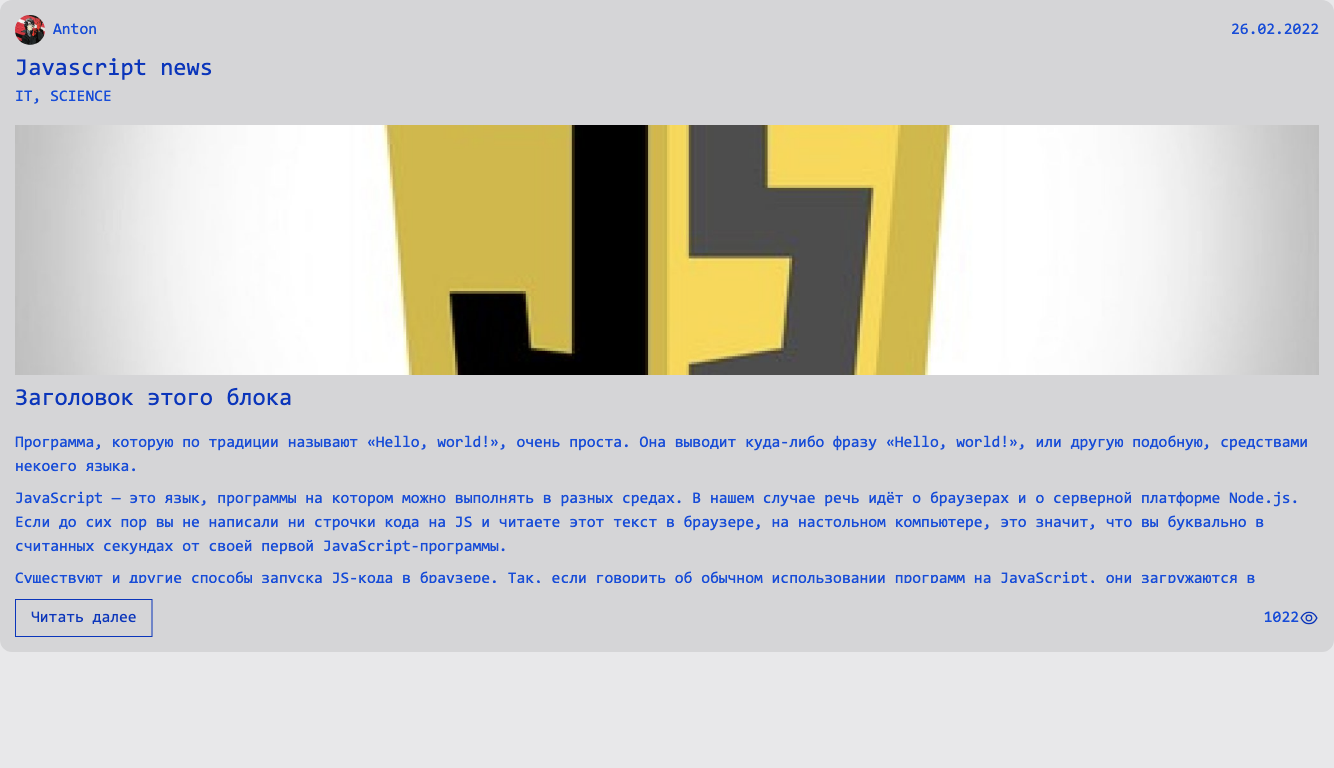 Anton
26.02.2022
Javascript news
IT, SCIENCE
JS
Заголовок этого блока
Программа, которую по традиции называют «Hello, world!», очень проста. Она выводит куда-либо фразу «Hello, world!», или другую подобную, средствами
некоего языка.
JavaScript — это язык, программы на котором можно выполнять в разных средах. В нашем случае речь идёт о браузерах и о серверной платформе Node.js.
Если до сих пор вы не написали ни строчки кода на JS и читаете этот текст в браузере, на настольном компьютере, это значит, что вы буквально в
считанных секундах от своей первой JavaScript-программы.
Существуют и другие способы запуска JS-кода в браузере. Так, если говорить об обычном использовании программ на JavaScript, они загружаются в
Читать далее
1022